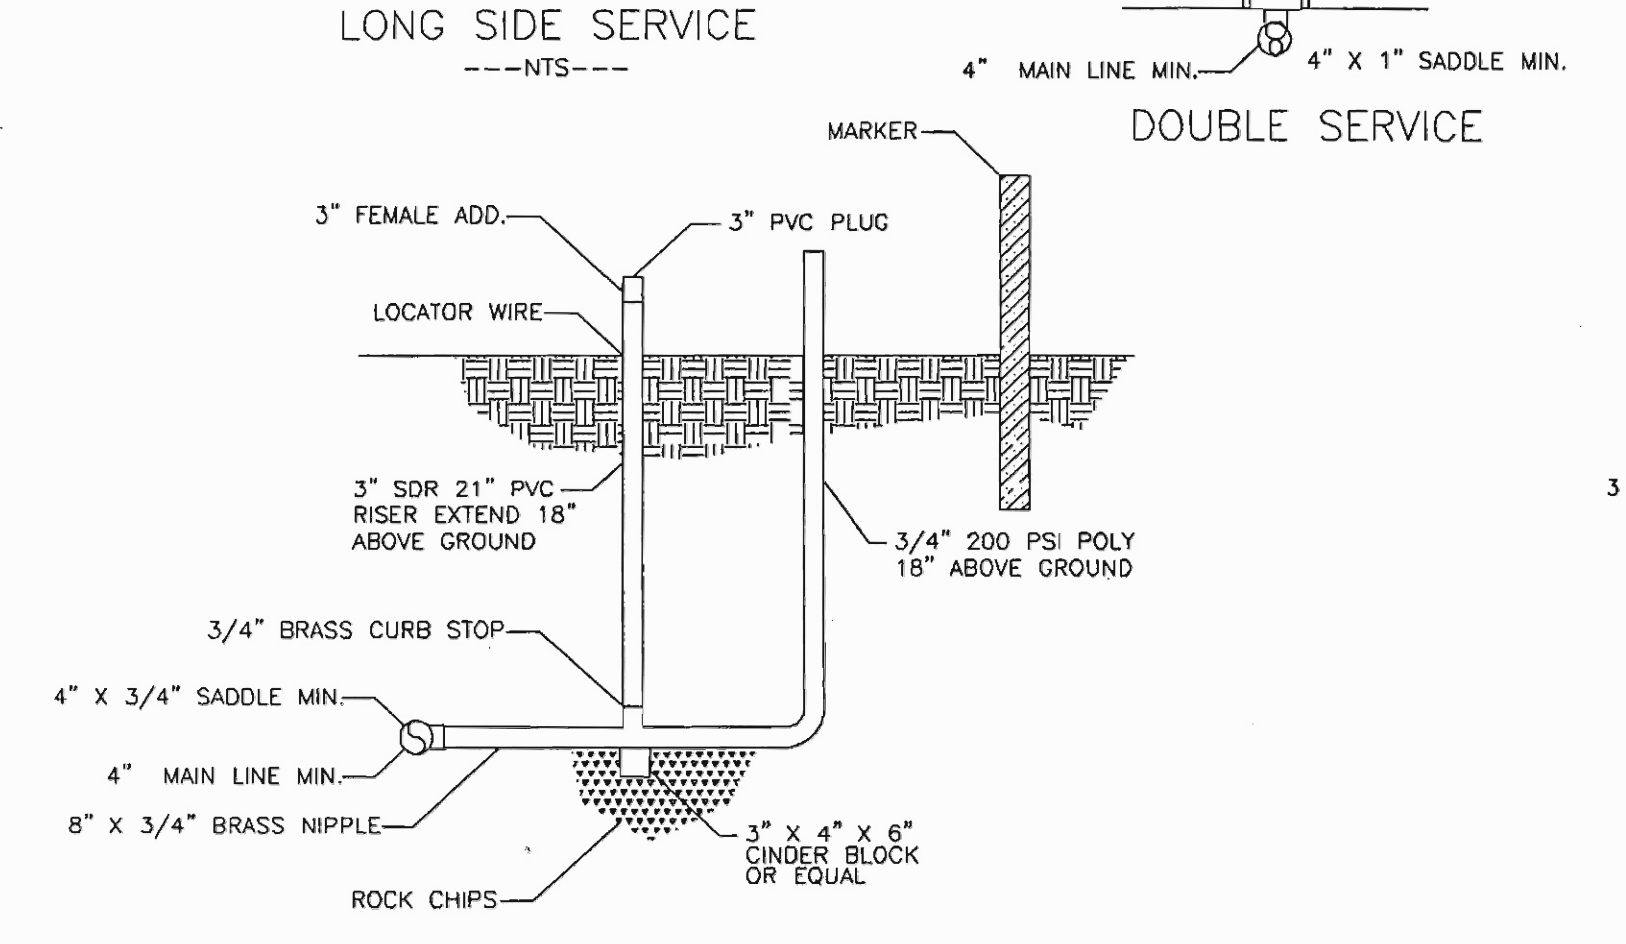 LONG SIDE SERVICE
---NTS---
4" MAIN LINE MIN.
4" X 1" SADDLE MIN.
DOUBLE SERVICE
MARKER
3" FEMALE ADD.
3" PVC PLUG
LOCATOR WIRE
3" SDR 21" PVC
RISER EXTEND 18"
ABOVE GROUND
3
3/4" 200 PSI POLY
18" ABOVE GROUND
3/4" BRASS CURB STOP
4" X 3/4" SADDLE MIN.
4" MAIN LINE MIN.
8" X 3/4" BRASS NIPPLE
3" X 4" X 6"
CINDER BLOCK
OR EQUAL
ROCK CHIPS